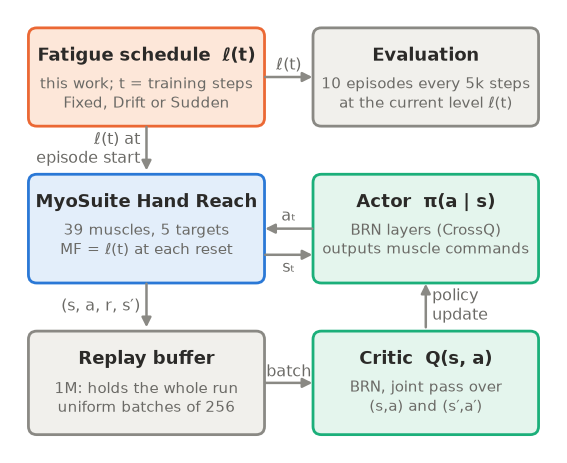 Fatigue schedule ℓ(t)
this work; t = training steps
Fixed, Drift or Sudden
ℓ(t)
Evaluation
10 episodes every 5k steps
at the current level ℓ(t)
ℓ(t) at
episode start
MyoSuite Hand Reach
39 muscles, 5 targets
MF = ℓ(t) at each reset
aₜ
sₜ
Actor π(a | s)
BRN layers (CrossQ)
outputs muscle commands
(s, a, r, s′)
policy
update
Replay buffer
1M: holds the whole run
uniform batches of 256
batch
Critic Q(s, a)
BRN, joint pass over
(s,a) and (s′,a′)